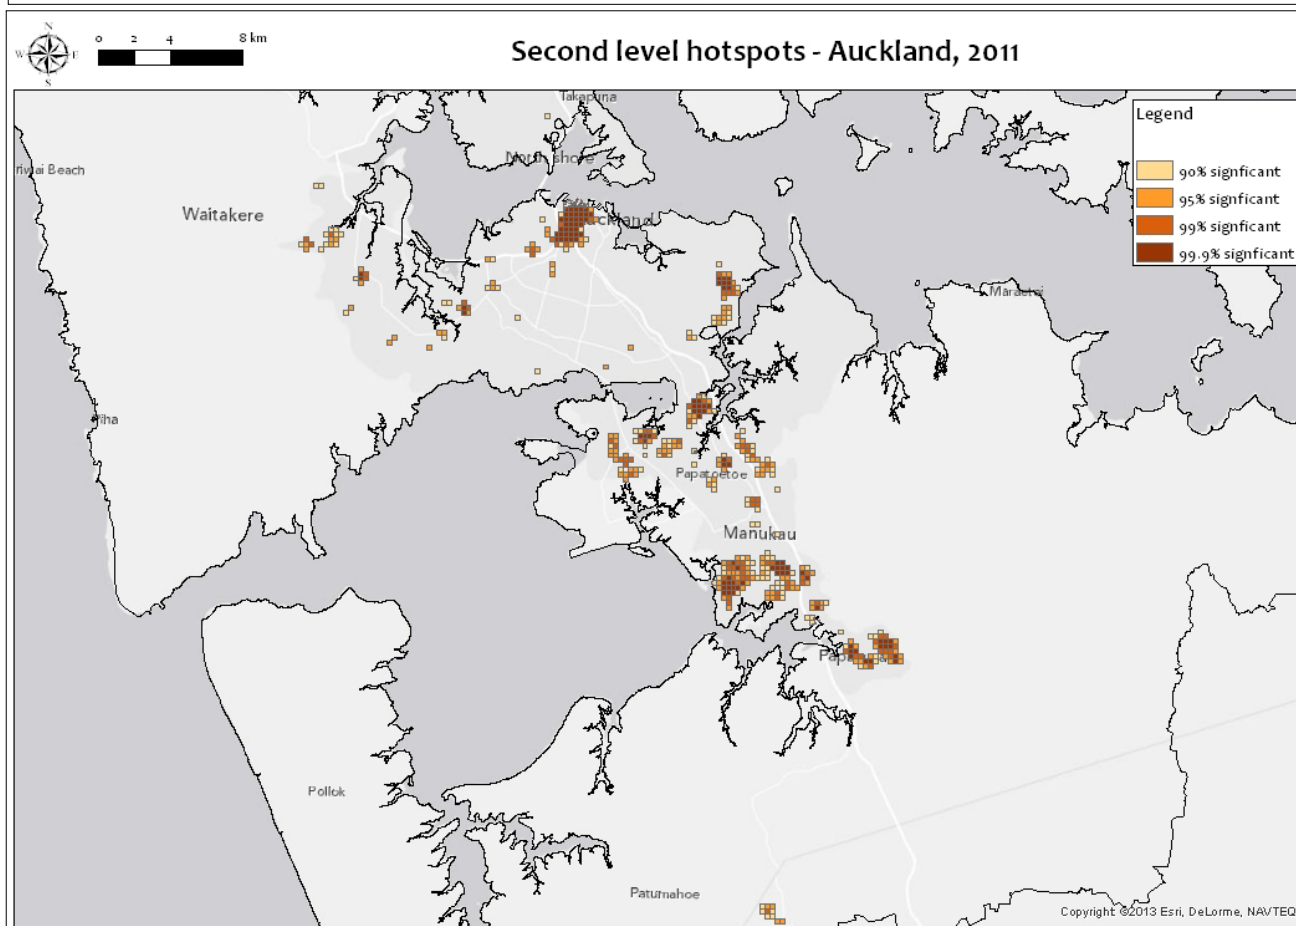 N
W E
S
0 2 4 8 km
Second level hotspots - Auckland, 2011
Takapuna
Legend
North shore
90% signficant
Waitakere
95% signficant
99% signficant
99.9% signficant
Maraetai
Piha
Papatoetoe
Manukau
Pollok
Patumahoe
Copyright ©2013 Esri, DeLorme, NAVTEQ